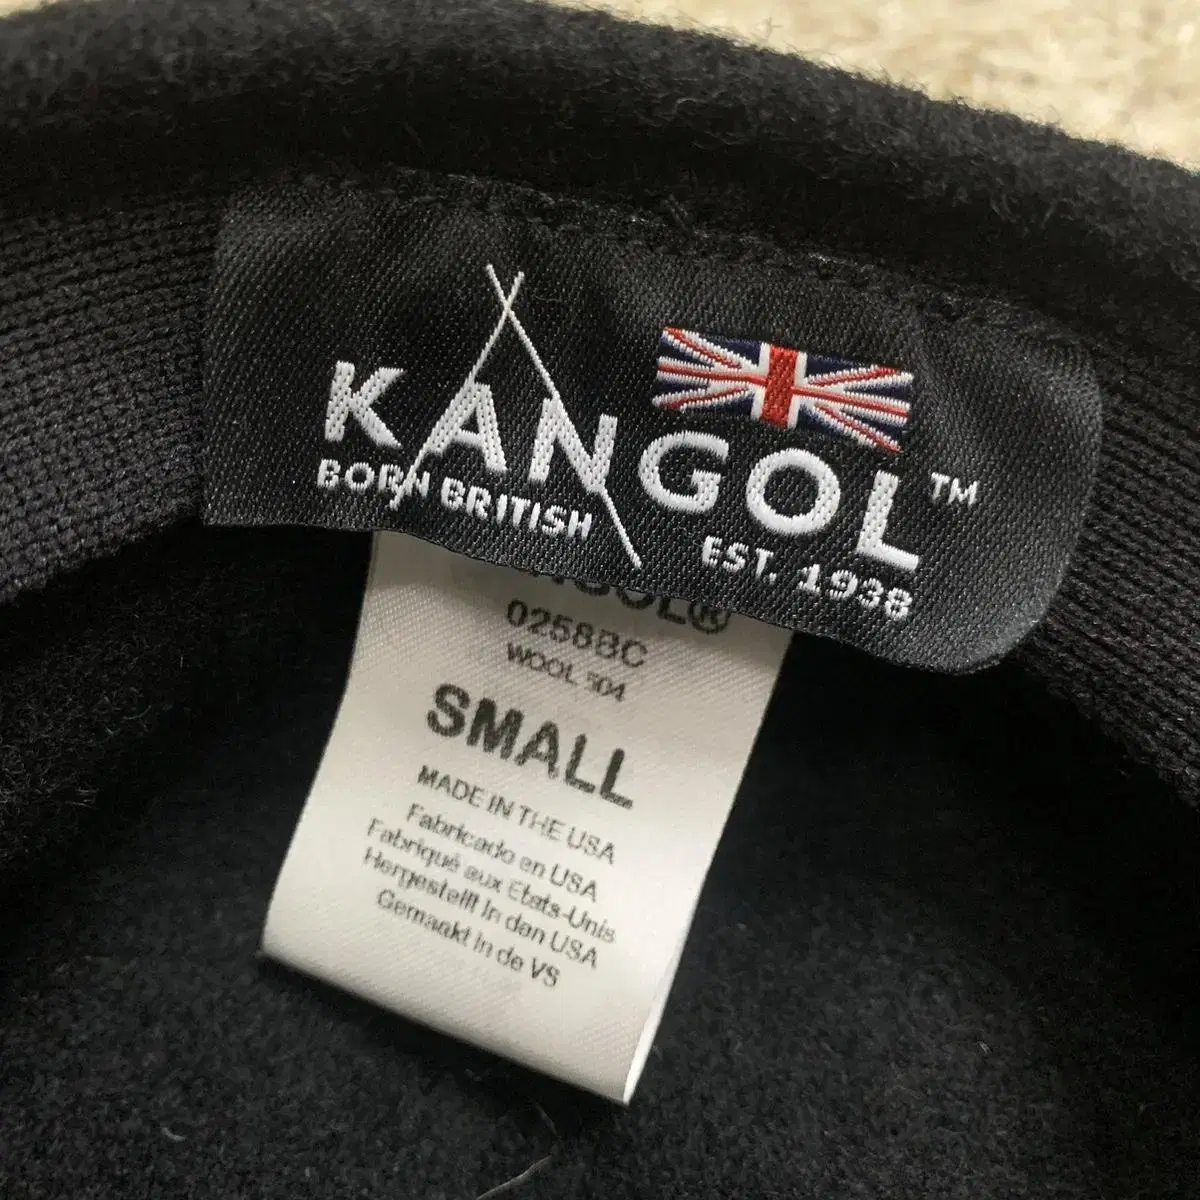 KANGOL™
BORN BRITISH
EST. 1938
KANGOL®
0258BC
WOOL 504
SMALL
MADE IN THE USA
Fabricado en USA
Fabriqué aux Etats-Unis
Hergestellt in den USA
Gemaakt in de VS